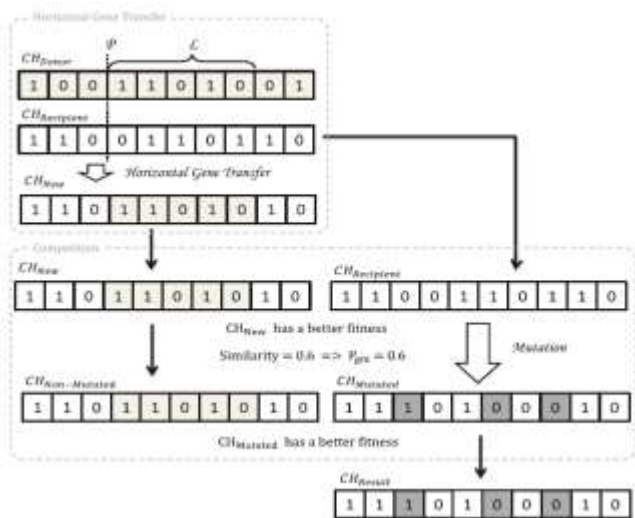 Horizontal Gene Transfer
𝒫 ℒ
CH_Donor
1 0 0 1 1 0 1 0 0 1
CH_Recipient
1 1 0 0 1 1 0 1 1 0
Horizontal Gene Transfer
CH_New
1 1 0 1 1 0 1 0 1 0
Competition
CH_New CH_Recipient
1 1 0 1 1 0 1 0 1 0 1 1 0 0 1 1 0 1 1 0
CH_New has a better fitness
Similarity = 0.6 =>  = 0.6
Mutation
CH_Non-Mutated CH_Mutated
1 1 0 1 1 0 1 0 1 0 1 1 1 0 1 0 0 0 1 0
CH_Mutated has a better fitness
CH_Result
1 1 1 0 1 0 0 0 1 0